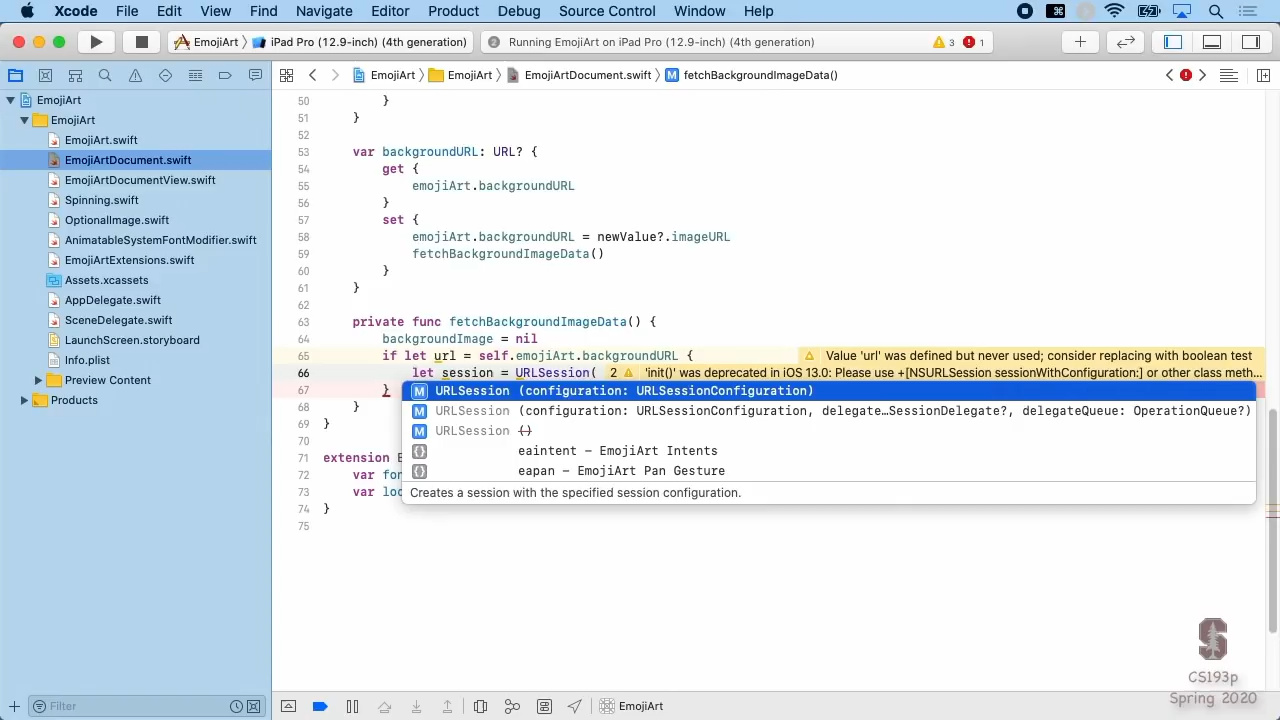 Xcode File Edit View Find Navigate Editor Product Debug Source Control Window Help
EmojiArt 〉 iPad Pro (12.9-inch) (4th generation)
2 Running EmojiArt on iPad Pro (12.9-inch) (4th generation) 3 1
EmojiArt 〉 EmojiArt 〉 EmojiArtDocument.swift 〉 M fetchBackgroundImageData()
EmojiArt
EmojiArt
EmojiArt.swift
EmojiArtDocument.swift
EmojiArtDocumentView.swift
Spinning.swift
OptionalImage.swift
AnimatableSystemFontModifier.swift
EmojiArtExtensions.swift
Assets.xcassets
AppDelegate.swift
SceneDelegate.swift
LaunchScreen.storyboard
Info.plist
Preview Content
Products
Filter
50 }
51 }
52
53 var backgroundURL: URL? {
54 get {
55 emojiArt.backgroundURL
56 }
57 set {
58 emojiArt.backgroundURL = newValue?.imageURL
59 fetchBackgroundImageData()
60 }
61 }
62
63 private func fetchBackgroundImageData() {
64 backgroundImage = nil
65 if let url = self.emojiArt.backgroundURL { Value 'url' was defined but never used; consider replacing with boolean test
66 let session = URLSession( 2 'init()' was deprecated in iOS 13.0: Please use +[NSURLSession sessionWithConfiguration:] or other class meth...
67 }
M URLSession (configuration: URLSessionConfiguration)
M URLSession (configuration: URLSessionConfiguration, delegate…SessionDelegate?, delegateQueue: OperationQueue?)
M URLSession ()
{} eaintent – EmojiArt Intents
{} eapan – EmojiArt Pan Gesture
Creates a session with the specified session configuration.
68 }
69 }
70
71 extension E
72 var fon
73 var loc
74 }
75
EmojiArt
S
CS193p
Spring 2020